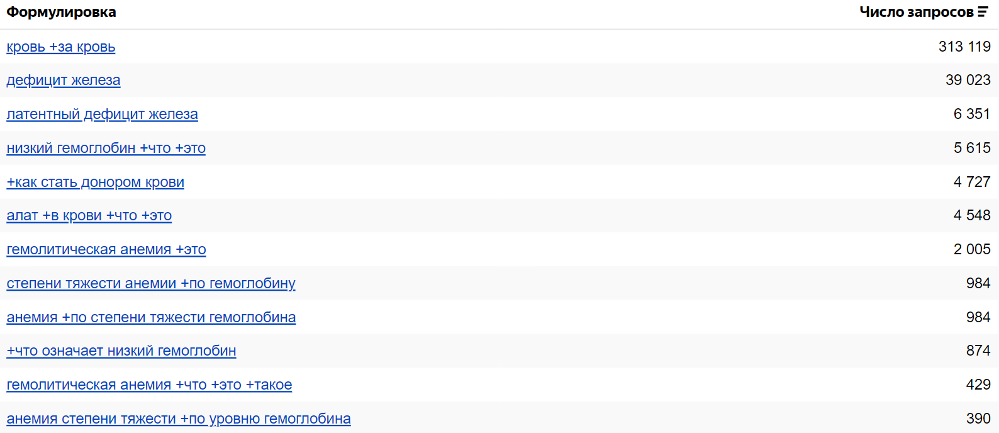 Формулировка Число запросов
кровь +за кровь 313 119
дефицит железа 39 023
латентный дефицит железа 6 351
низкий гемоглобин +что +это 5 615
+как стать донором крови 4 727
алат +в крови +что +это 4 548
гемолитическая анемия +это 2 005
степени тяжести анемии +по гемоглобину 984
анемия +по степени тяжести гемоглобина 984
+что означает низкий гемоглобин 874
гемолитическая анемия +что +это +такое 429
анемия степени тяжести +по уровню гемоглобина 390